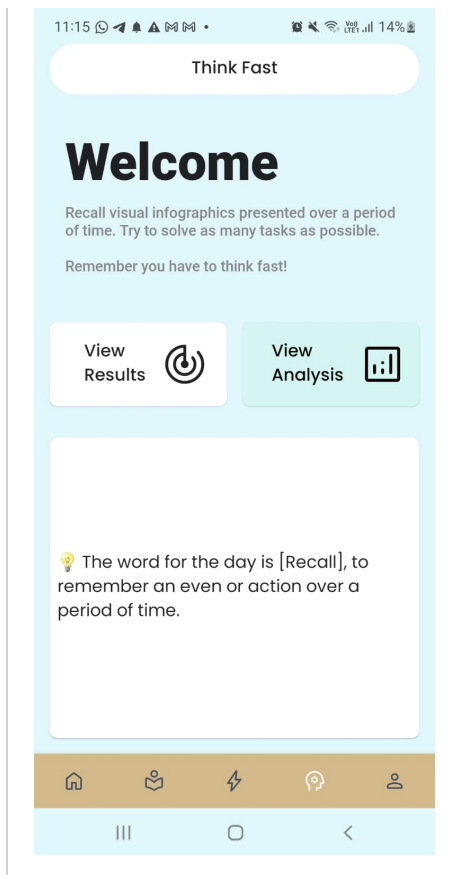 11:15
14%
Think Fast
Welcome
Recall visual infographics presented over a period
of time. Try to solve as many tasks as possible.
Remember you have to think fast!
View
Results
View
Analysis
💡 The word for the day is [Recall], to
remember an even or action over a
period of time.